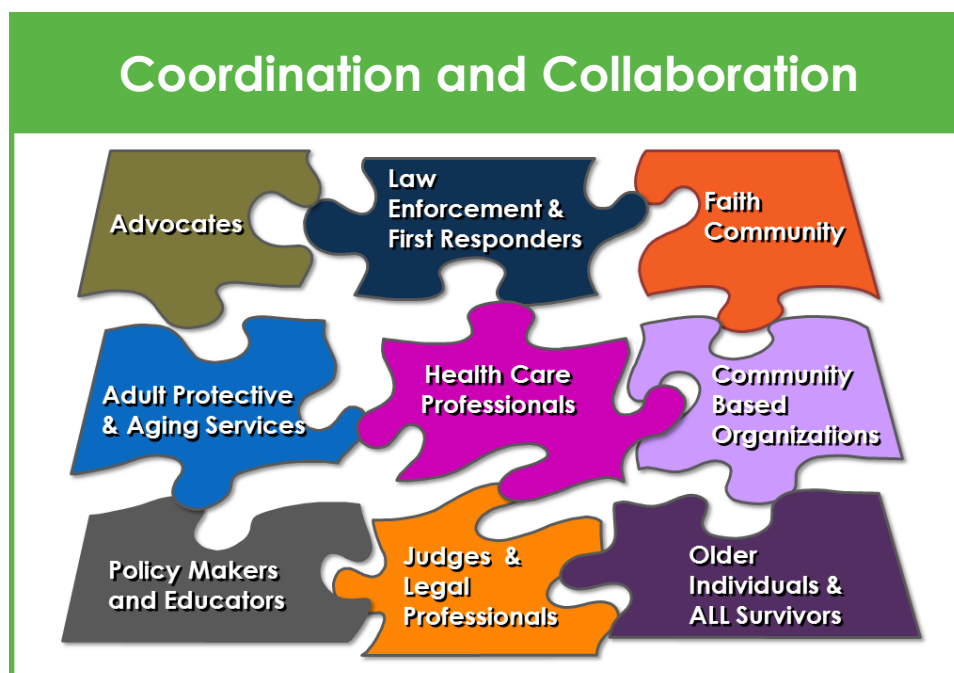 Coordination and Collaboration
Advocates
Law
Enforcement &
First Responders
Faith
Community
Adult Protective
& Aging Services
Health Care
Professionals
Community
Based
Organizations
Policy Makers
and Educators
Judges &
Legal
Professionals
Older
Individuals &
ALL Survivors